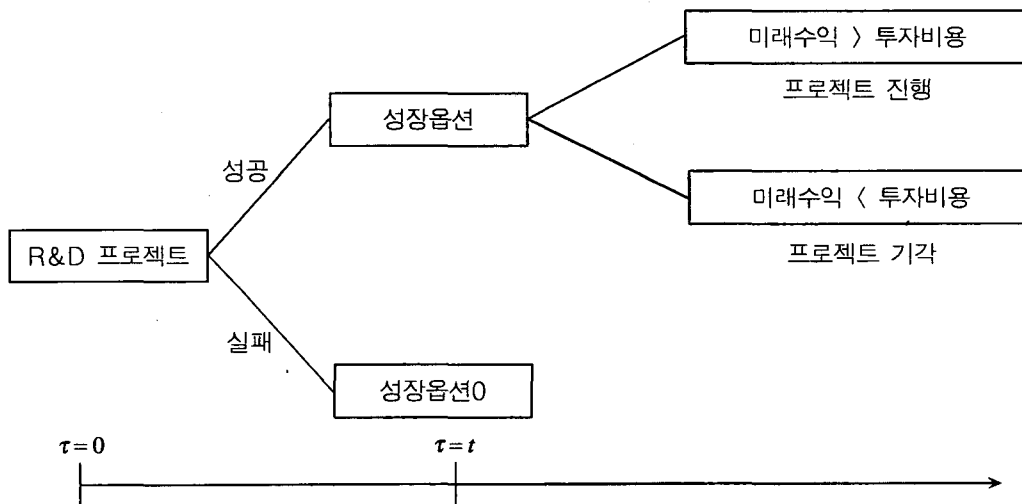 미래수익 > 투자비용
프로젝트 진행
성장옵션
성공
미래수익 < 투자비용
프로젝트 기각
R&D 프로젝트
실패
성장옵션0
τ=0
τ=t